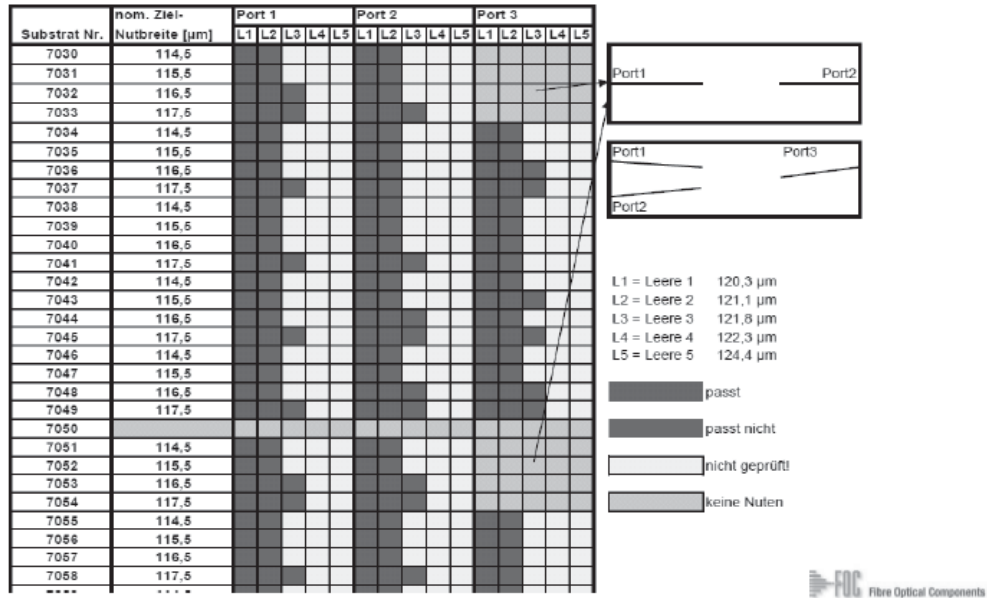 nom. Ziel- Port 1 Port 2 Port 3
Substrat Nr. Nutbreite [µm] L1 L2 L3 L4 L5 L1 L2 L3 L4 L5 L1 L2 L3 L4 L5
7030 114,5
7031 115,5
7032 116,5
7033 117,5
7034 114,5
7035 115,5
7036 116,5
7037 117,5
7038 114,5
7039 115,5
7040 116,5
7041 117,5
7042 114,5
7043 115,5
7044 116,5
7045 117,5
7046 114,5
7047 115,5
7048 116,5
7049 117,5
7050
7051 114,5
7052 115,5
7053 116,5
7054 117,5
7055 114,5
7056 115,5
7057 116,5
7058 117,5
Port1 Port2
Port1 Port3
Port2
L1 = Leere 1 120,3 µm
L2 = Leere 2 121,1 µm
L3 = Leere 3 121,8 µm
L4 = Leere 4 122,3 µm
L5 = Leere 5 124,4 µm
passt
passt nicht
nicht geprüft!
keine Nuten
FOC Fibre Optical Components